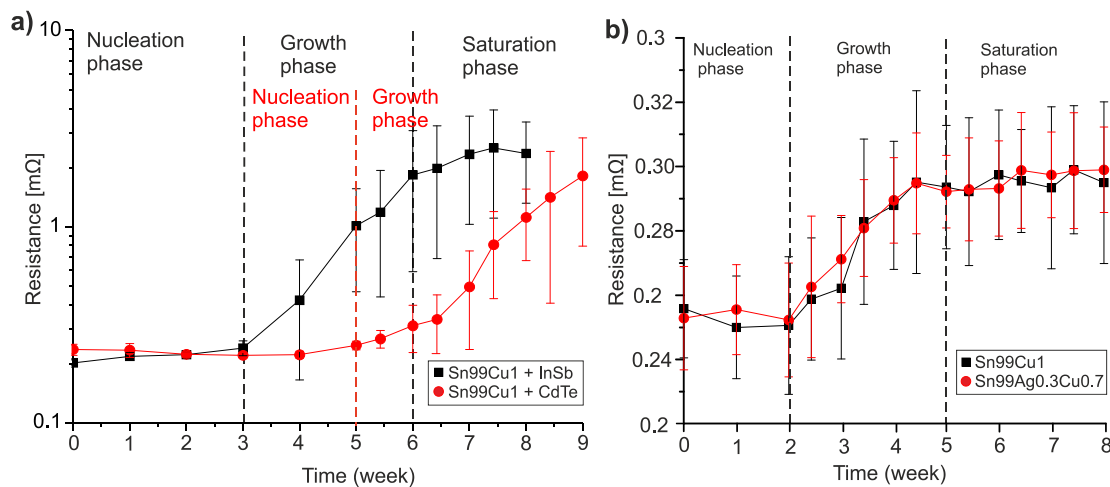 a)
Nucleation
phase
Growth
phase
Saturation
phase
Nucleation
phase
Growth
phase
10
1
0.1
Resistance [mΩ]
Sn99Cu1 + InSb
Sn99Cu1 + CdTe
0 1 2 3 4 5 6 7 8 9
Time (week)
b)
Nucleation
phase
Growth
phase
Saturation
phase
0.3
0.32
0.30
0.28
0.2
0.24
0.2
Resistance [mΩ]
Sn99Cu1
Sn99Ag0.3Cu0.7
0 1 2 3 4 5 6 7 8
Time (week)